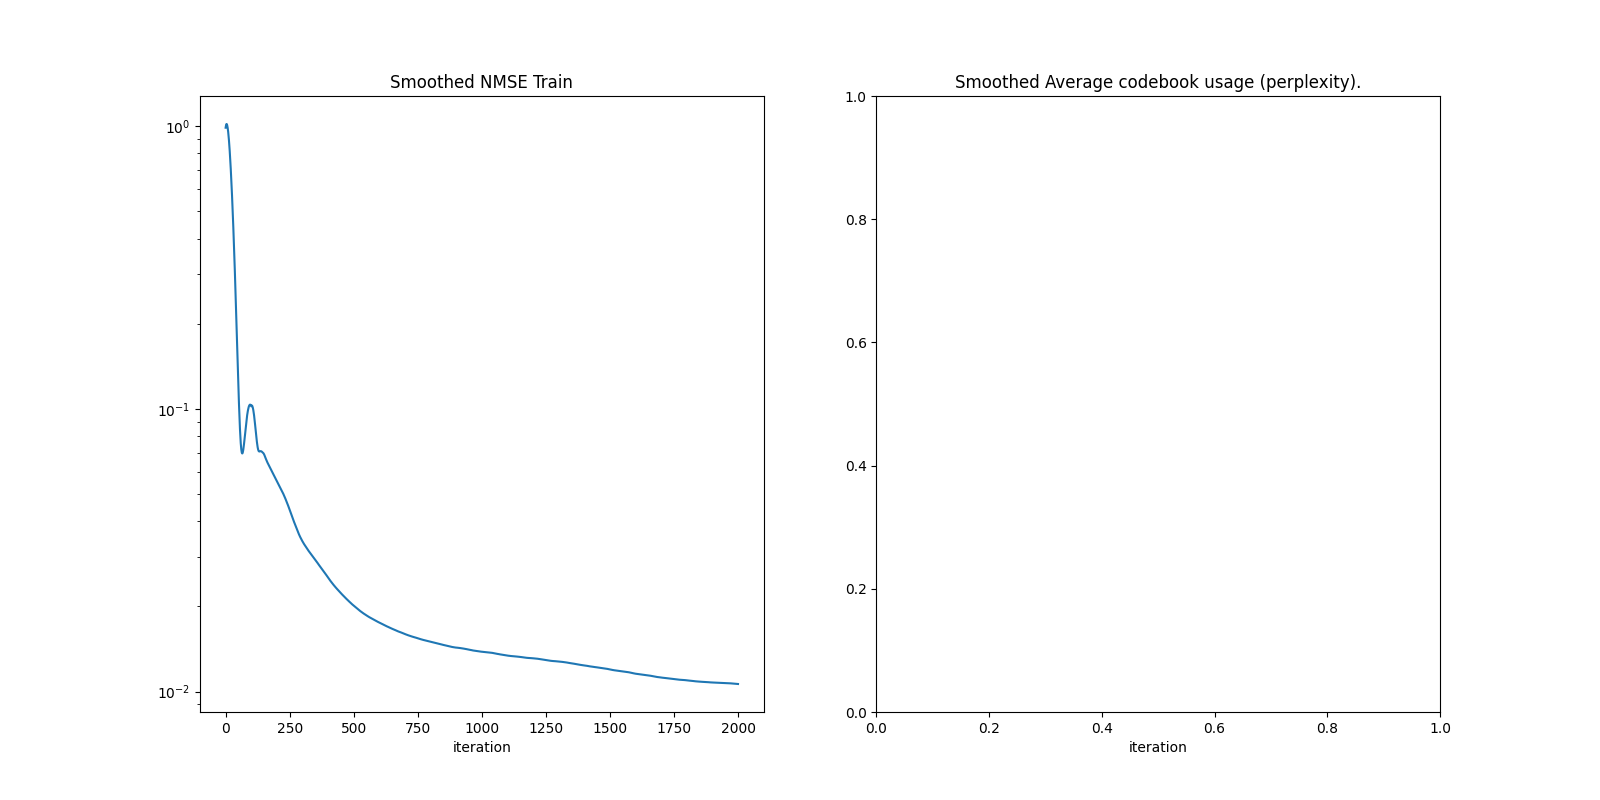 Smoothed NMSE Train
10⁰
10⁻¹
10⁻²
0 250 500 750 1000 1250 1500 1750 2000
iteration
Smoothed Average codebook usage (perplexity).
1.0
0.8
0.6
0.4
0.2
0.0
0.0 0.2 0.4 0.6 0.8 1.0
iteration